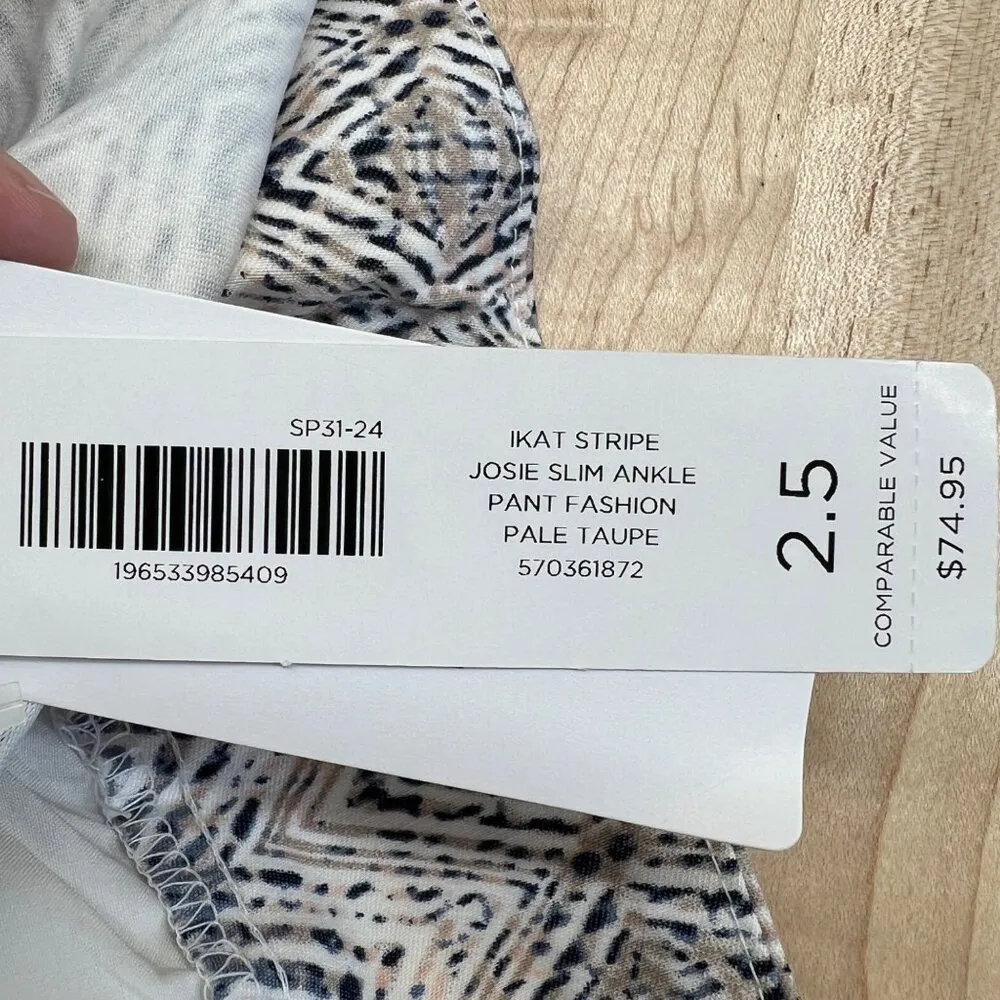 SP31-24
196533985409
IKAT STRIPE
JOSIE SLIM ANKLE
PANT FASHION
PALE TAUPE
570361872
2.5
COMPARABLE VALUE
$74.95